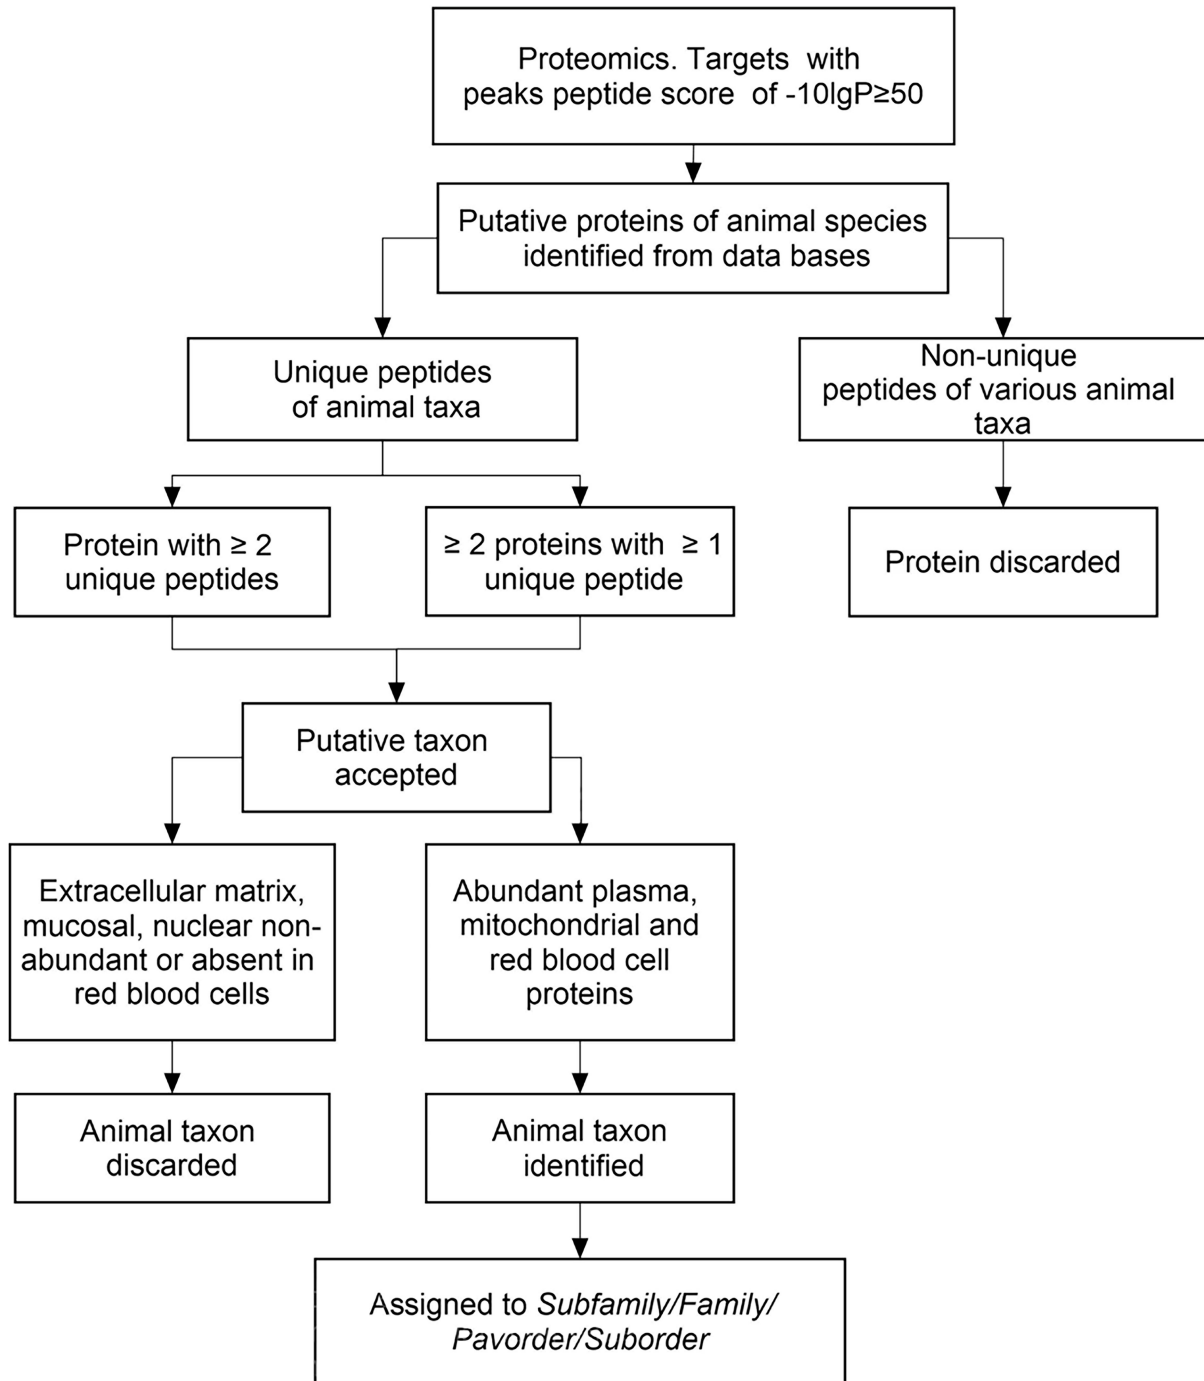 Proteomics. Targets with
peaks peptide score of -10lgP≥50
Putative proteins of animal species
identified from data bases
Unique peptides
of animal taxa
Non-unique
peptides of various animal
taxa
Protein with ≥ 2
unique peptides
≥ 2 proteins with ≥ 1
unique peptide
Protein discarded
Putative taxon
accepted
Extracellular matrix,
mucosal, nuclear non-
abundant or absent in
red blood cells
Abundant plasma,
mitochondrial and
red blood cell
proteins
Animal taxon
discarded
Animal taxon
identified
Assigned to Subfamily/Family/
Pavorder/Suborder